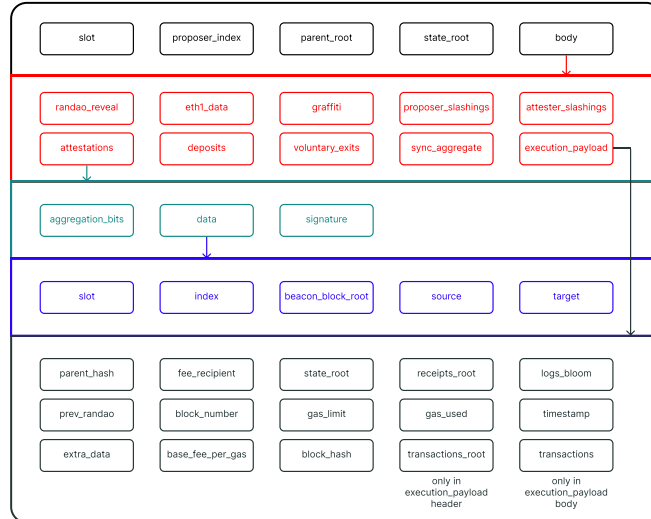 slot
proposer_index
parent_root
state_root
body
randao_reveal
eth1_data
graffiti
proposer_slashings
attester_slashings
attestations
deposits
voluntary_exits
sync_aggregate
execution_payload
aggregation_bits
data
signature
slot
index
beacon_block_root
source
target
parent_hash
fee_recipient
state_root
receipts_root
logs_bloom
prev_randao
block_number
gas_limit
gas_used
timestamp
extra_data
base_fee_per_gas
block_hash
transactions_root
transactions
only in
execution_payload
header
only in
execution_payload
body